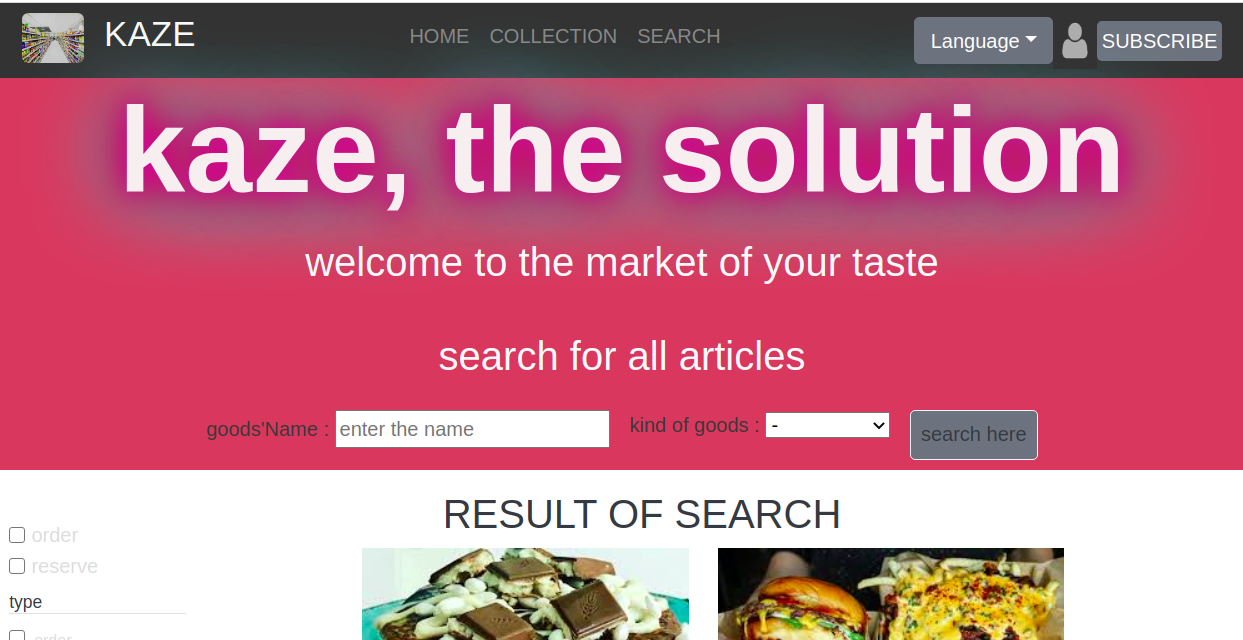 KAZE HOME COLLECTION SEARCH Language SUBSCRIBE
kaze, the solution
welcome to the market of your taste
search for all articles
goods'Name : enter the name kind of goods : - search here
RESULT OF SEARCH
order
reserve
type
order